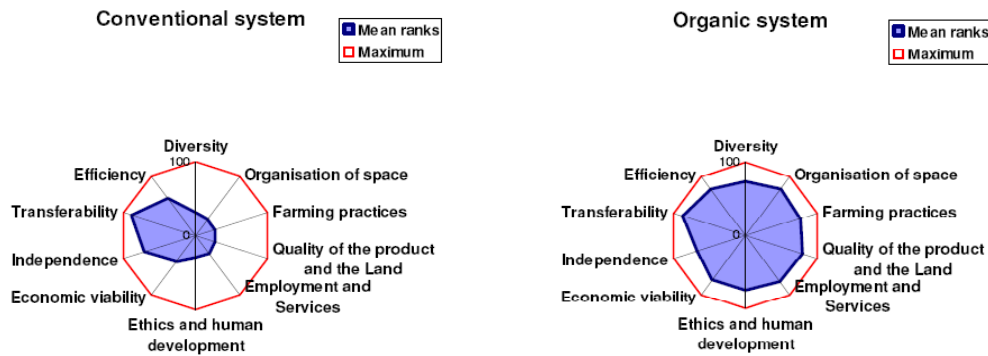 Conventional system
Mean ranks
Maximum
Diversity
100
Efficiency
Organisation of space
Transferability
Farming practices
0
Independence
Quality of the product
and the Land
Economic viability
Employment and
Services
Ethics and human
development
Organic system
Mean ranks
Maximum
Diversity
100
Efficiency
Organisation of space
Transferability
Farming practices
0
Independence
Quality of the product
and the Land
Economic viability
Employment and
Services
Ethics and human
development